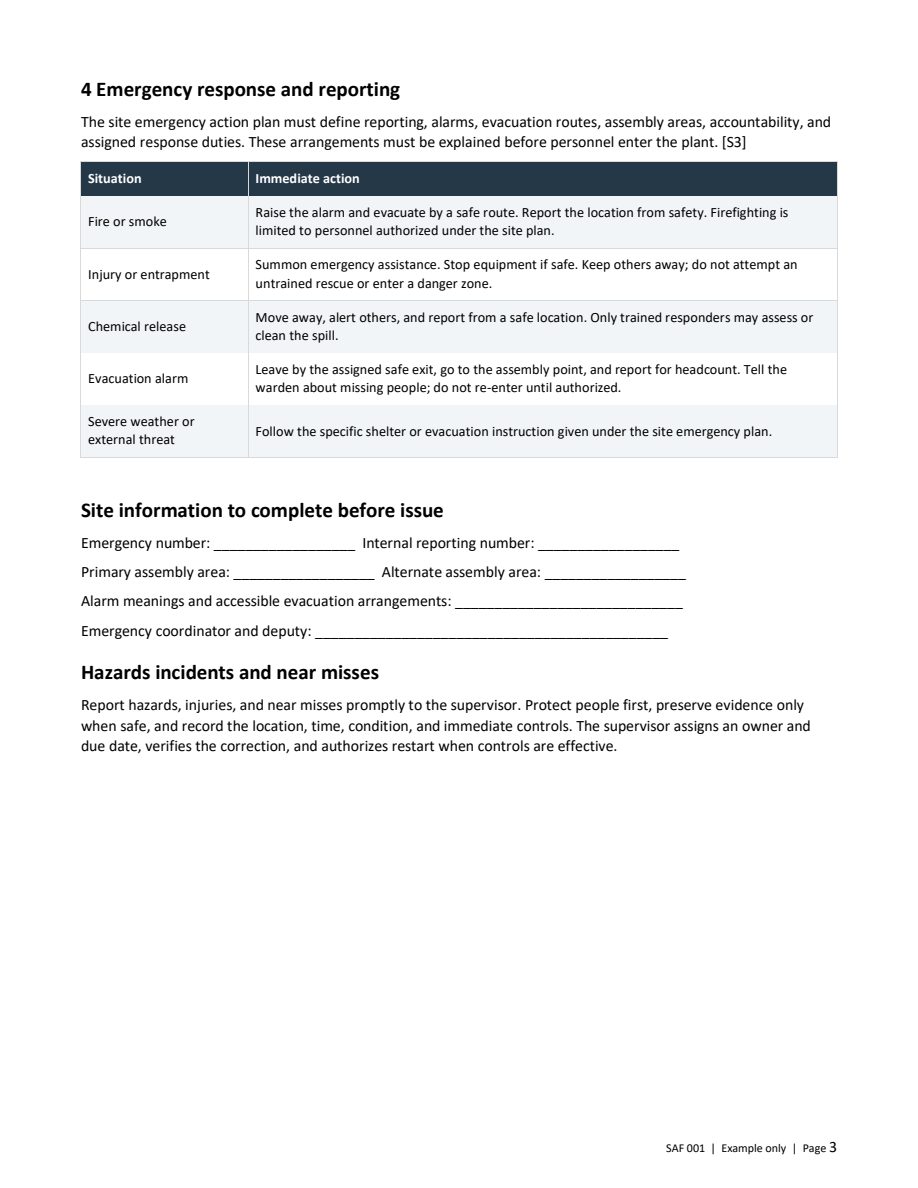 4 Emergency response and reporting
The site emergency action plan must define reporting, alarms, evacuation routes, assembly areas, accountability, and
assigned response duties. These arrangements must be explained before personnel enter the plant. [S3]
Situation
Immediate action
Fire or smoke
Raise the alarm and evacuate by a safe route. Report the location from safety. Firefighting is
limited to personnel authorized under the site plan.
Injury or entrapment
Summon emergency assistance. Stop equipment if safe. Keep others away; do not attempt an
untrained rescue or enter a danger zone.
Chemical release
Move away, alert others, and report from a safe location. Only trained responders may assess or
clean the spill.
Evacuation alarm
Leave by the assigned safe exit, go to the assembly point, and report for headcount. Tell the
warden about missing people; do not re-enter until authorized.
Severe weather or
external threat
Follow the specific shelter or evacuation instruction given under the site emergency plan.
Site information to complete before issue
Emergency number: __________________ Internal reporting number: __________________
Primary assembly area: __________________ Alternate assembly area: __________________
Alarm meanings and accessible evacuation arrangements: _____________________________
Emergency coordinator and deputy: _____________________________________________
Hazards incidents and near misses
Report hazards, injuries, and near misses promptly to the supervisor. Protect people first, preserve evidence only
when safe, and record the location, time, condition, and immediate controls. The supervisor assigns an owner and
due date, verifies the correction, and authorizes restart when controls are effective.
SAF 001 | Example only | Page 3